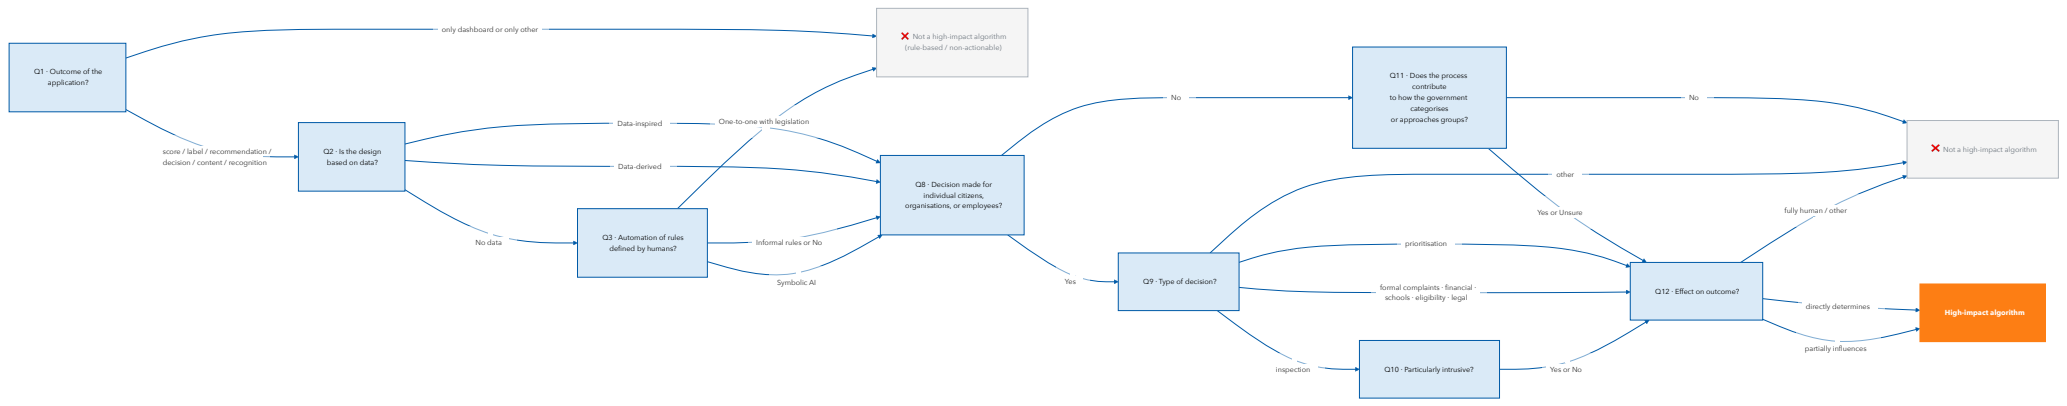 Q1 · Outcome of the
application?
only dashboard or only other
score / label / recommendation /
decision / content / recognition
❌ Not a high-impact algorithm
(rule-based / non-actionable)
Q2 · Is the design
based on data?
Data-inspired
Data-derived
No data
One-to-one with legislation
Q3 · Automation of rules
defined by humans?
Informal rules or No
Symbolic AI
Q8 · Decision made for
individual citizens,
organisations, or employees?
No
Yes
Q11 · Does the process
contribute
to how the government
categorises
or approaches groups?
No
Yes or Unsure
Q9 · Type of decision?
other
prioritisation
formal complaints · financial ·
schools · eligibility · legal
inspection
Q10 · Particularly intrusive?
Yes or No
Q12 · Effect on outcome?
fully human / other
directly determines
partially influences
❌ Not a high-impact algorithm
High-impact algorithm